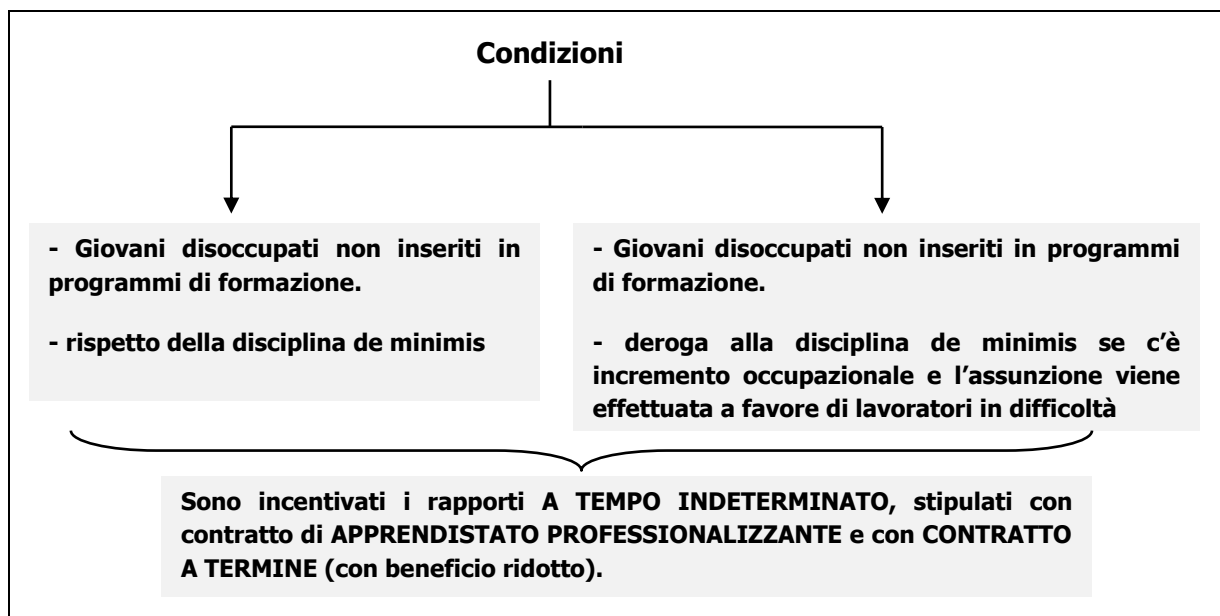 Condizioni
- Giovani disoccupati non inseriti in
programmi di formazione.
- rispetto della disciplina de minimis
- Giovani disoccupati non inseriti in programmi
di formazione.
- deroga alla disciplina de minimis se c’è
incremento occupazionale e l’assunzione viene
effettuata a favore di lavoratori in difficoltà
Sono incentivati i rapporti A TEMPO INDETERMINATO, stipulati con
contratto di APPRENDISTATO PROFESSIONALIZZANTE e con CONTRATTO
A TERMINE (con beneficio ridotto).